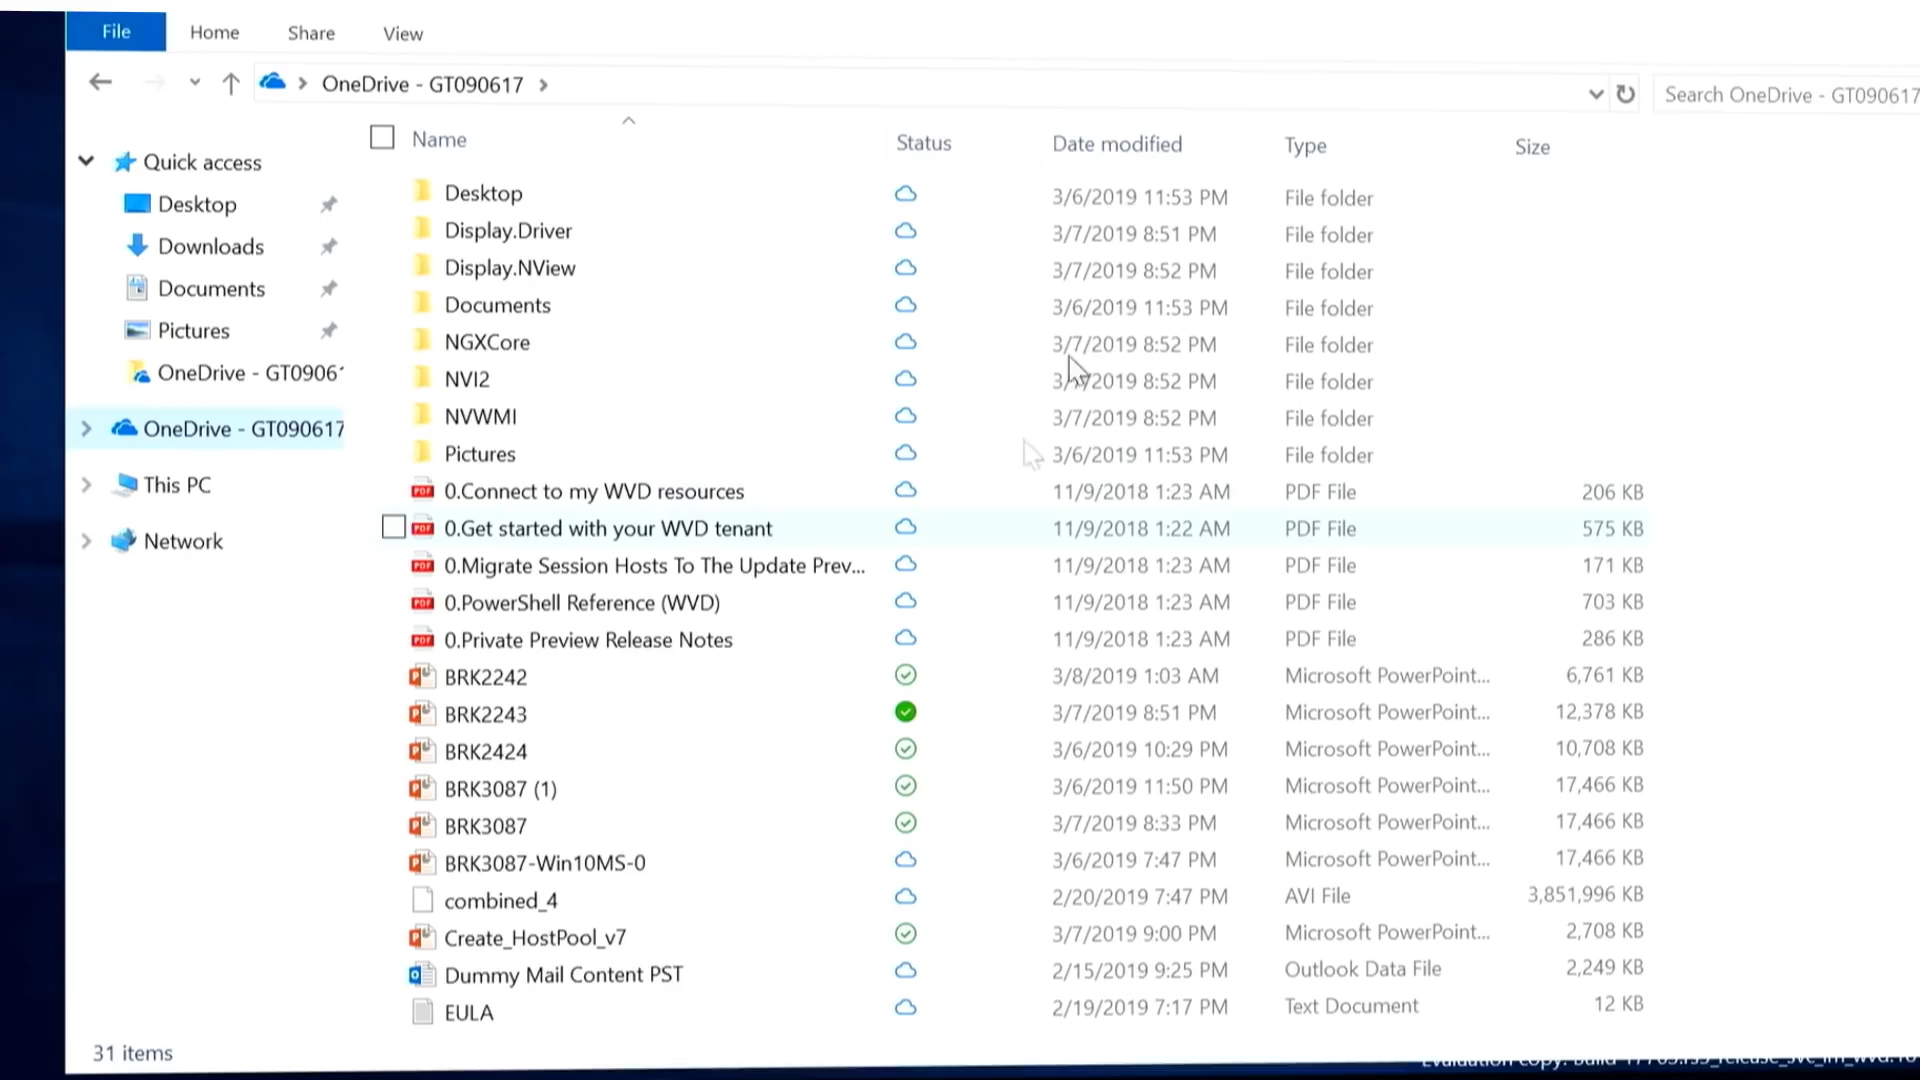 File Home Share View
OneDrive - GT090617
Search OneDrive - GT090617
Name Status Date modified Type Size
Quick access
Desktop
Downloads
Documents
Pictures
OneDrive - GT0906
OneDrive - GT090617
This PC
Network
Desktop 3/6/2019 11:53 PM File folder
Display.Driver 3/7/2019 8:51 PM File folder
Display.NView 3/7/2019 8:52 PM File folder
Documents 3/6/2019 11:53 PM File folder
NGXCore 3/7/2019 8:52 PM File folder
NVI2 3/7/2019 8:52 PM File folder
NVWMI 3/7/2019 8:52 PM File folder
Pictures 3/6/2019 11:53 PM File folder
PDF 0.Connect to my WVD resources 11/9/2018 1:23 AM PDF File 206 KB
PDF 0.Get started with your WVD tenant 11/9/2018 1:22 AM PDF File 575 KB
PDF 0.Migrate Session Hosts To The Update Prev... 11/9/2018 1:23 AM PDF File 171 KB
PDF 0.PowerShell Reference (WVD) 11/9/2018 1:23 AM PDF File 703 KB
PDF 0.Private Preview Release Notes 11/9/2018 1:23 AM PDF File 286 KB
BRK2242 3/8/2019 1:03 AM Microsoft PowerPoint... 6,761 KB
BRK2243 3/7/2019 8:51 PM Microsoft PowerPoint... 12,378 KB
BRK2424 3/6/2019 10:29 PM Microsoft PowerPoint... 10,708 KB
BRK3087 (1) 3/6/2019 11:50 PM Microsoft PowerPoint... 17,466 KB
BRK3087 3/7/2019 8:33 PM Microsoft PowerPoint... 17,466 KB
BRK3087-Win10MS-0 3/6/2019 7:47 PM Microsoft PowerPoint... 17,466 KB
combined_4 2/20/2019 7:47 PM AVI File 3,851,996 KB
Create_HostPool_v7 3/7/2019 9:00 PM Microsoft PowerPoint... 2,708 KB
Dummy Mail Content PST 2/15/2019 9:25 PM Outlook Data File 2,249 KB
EULA 2/19/2019 7:17 PM Text Document 12 KB
31 items
Evaluation copy.